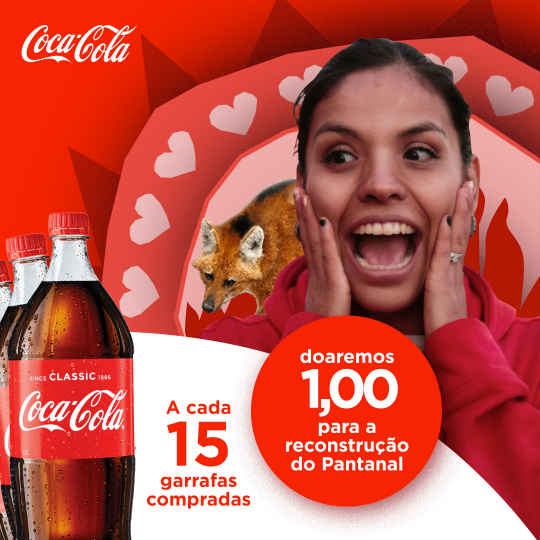 Coca-Cola
doaremos
1,00
para a
reconstrução
do Pantanal
A cada
15
garrafas
compradas
SINCE CLASSIC 1886
Coca-Cola